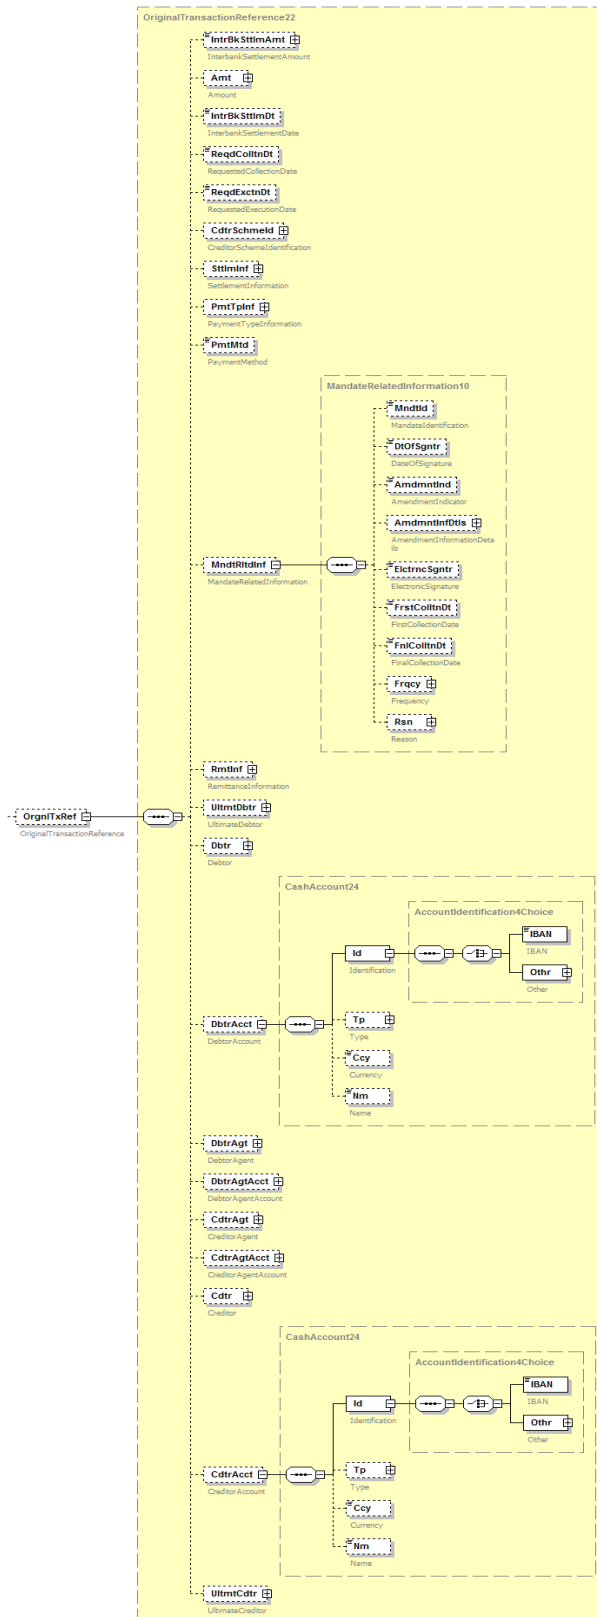 OriginalTransactionReference22
IntrBkSttlmAmt
InterbankSettlementAmount
Amt
Amount
IntrBkSttlmDt
InterbankSettlementDate
ReqdColltnDt
RequestedCollectionDate
ReqdExctnDt
RequestedExecutionDate
CdtrSchmeId
CreditorSchemeIdentification
SttlmInf
SettlementInformation
PmtTpInf
PaymentTypeInformation
PmtMtd
PaymentMethod
MandateRelatedInformation10
MndtId
MandateIdentification
DtOfSgntr
DateOfSignature
AmdmntInd
AmendmentIndicator
AmdmntInfDtls
AmendmentInformationDeta
ils
MndtRltdInf
MandateRelatedInformation
ElctrncSgntr
ElectronicSignature
FrstColltnDt
FirstCollectionDate
FnlColltnDt
FinalCollectionDate
Frqcy
Frequency
Rsn
Reason
RmtInf
RemittanceInformation
UltmtDbtr
UltimateDebtor
OrgnlTxRef
OriginalTransactionReference
Dbtr
Debtor
CashAccount24
AccountIdentification4Choice
IBAN
IBAN
Id
Identification
Othr
Other
DbtrAcct
DebtorAccount
Tp
Type
Ccy
Currency
Nm
Name
DbtrAgt
DebtorAgent
DbtrAgtAcct
DebtorAgentAccount
CdtrAgt
CreditorAgent
CdtrAgtAcct
CreditorAgentAccount
Cdtr
Creditor
CashAccount24
AccountIdentification4Choice
IBAN
IBAN
Id
Identification
Othr
Other
CdtrAcct
CreditorAccount
Tp
Type
Ccy
Currency
Nm
Name
UltmtCdtr
UltimateCreditor